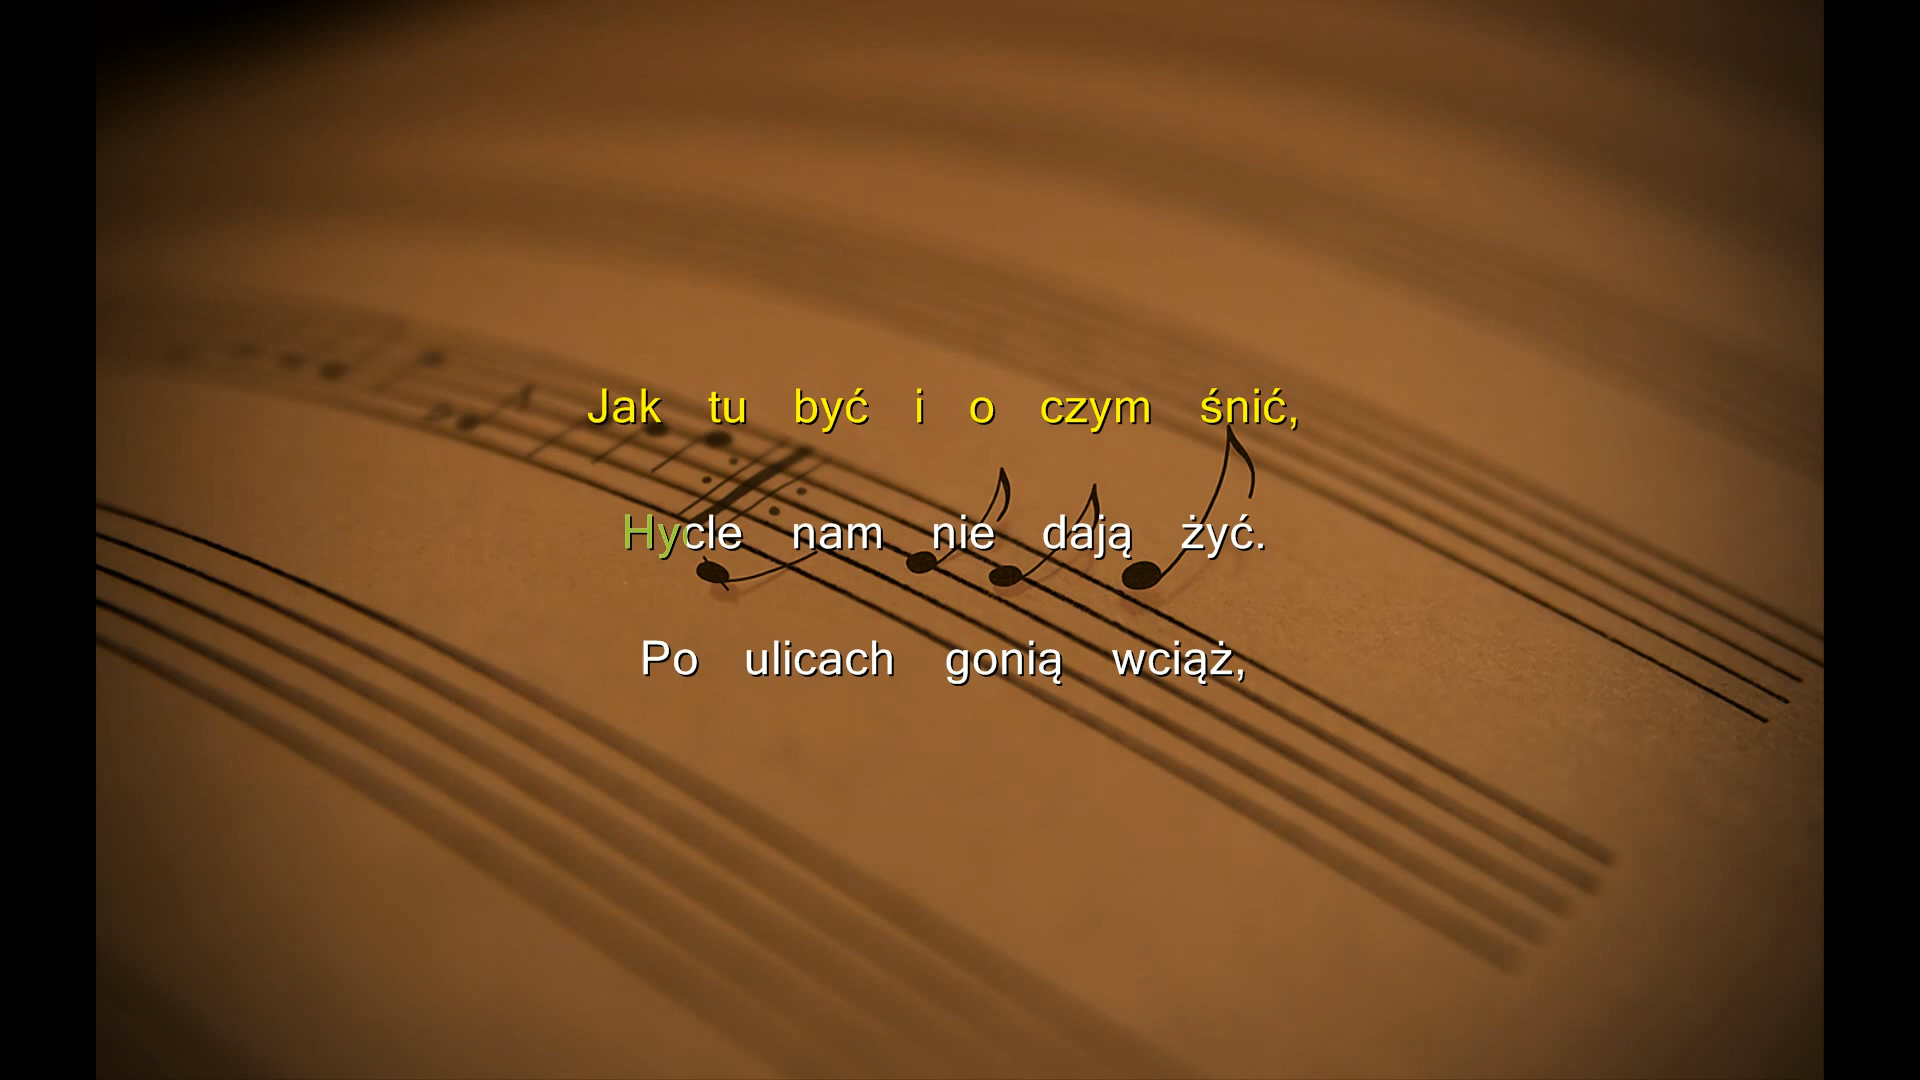 Jak tu być i o czym śnić,
Hycle nam nie dają żyć.
Po ulicach gonią wciąż,